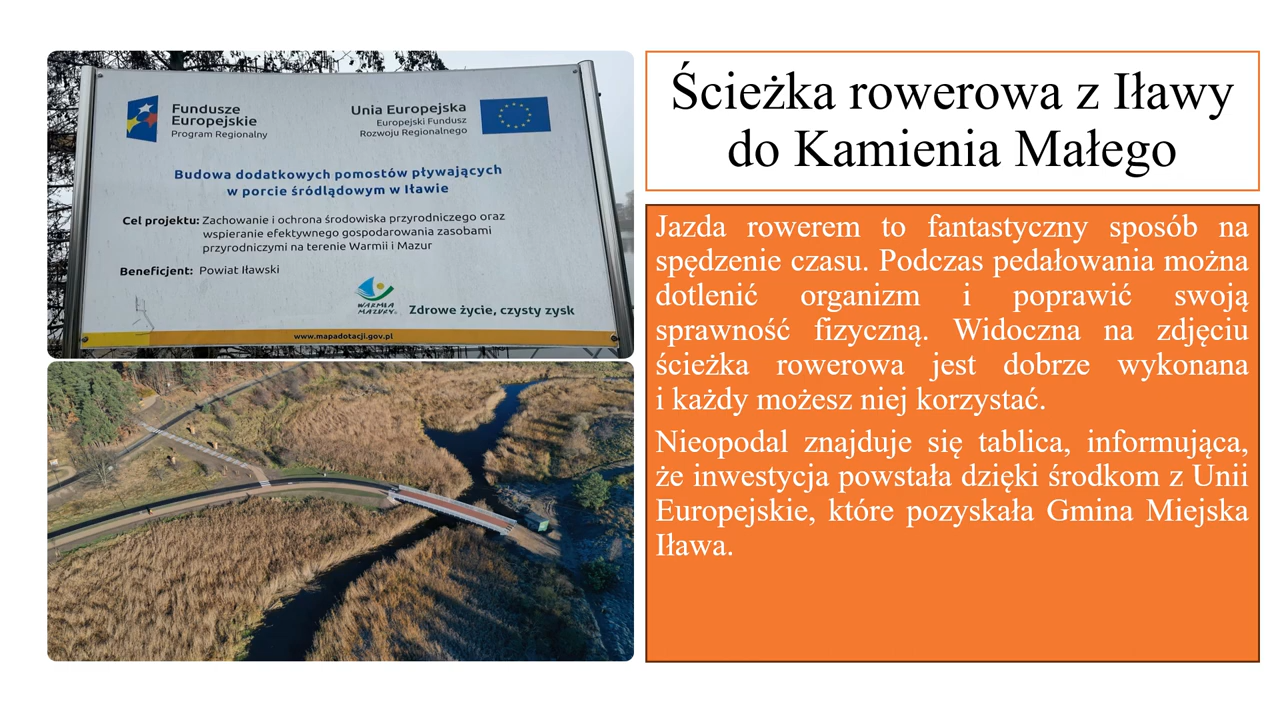 Fundusze
Europejskie
Program Regionalny
Unia Europejska
Europejski Fundusz
Rozwoju Regionalnego
Budowa dodatkowych pomostów pływających
w porcie śródlądowym w Iławie
Cel projektu: Zachowanie i ochrona środowiska przyrodniczego oraz
wspieranie efektywnego gospodarowania zasobami
przyrodniczymi na terenie Warmii i Mazur
Beneficjent: Powiat Iławski
WARMIA
MAZURY
Zdrowe życie, czysty zysk
www.mapadotacji.gov.pl
Ścieżka rowerowa z Iławy
do Kamienia Małego
Jazda rowerem to fantastyczny sposób na
spędzenie czasu. Podczas pedałowania można
dotlenić organizm i poprawić swoją
sprawność fizyczną. Widoczna na zdjęciu
ścieżka rowerowa jest dobrze wykonana
i każdy możesz niej korzystać.
Nieopodal znajduje się tablica, informująca,
że inwestycja powstała dzięki środkom z Unii
Europejskie, które pozyskała Gmina Miejska
Iława.